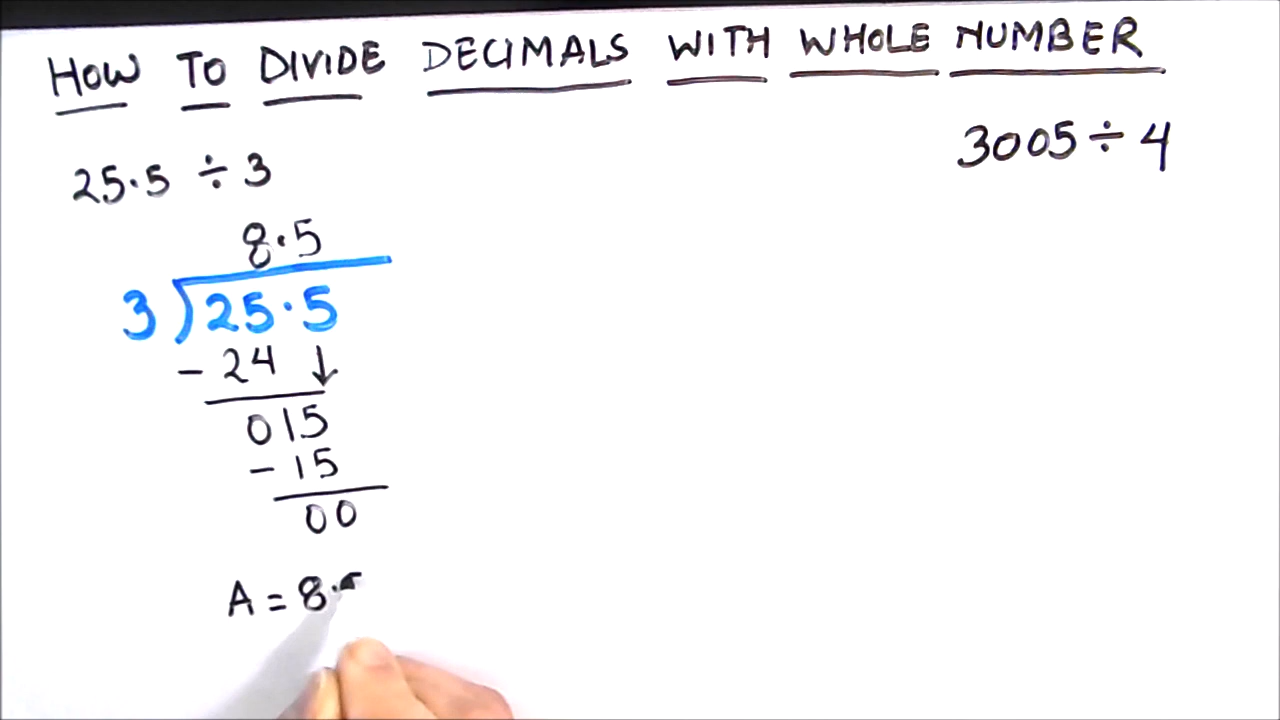 HOW TO DIVIDE DECIMALS WITH WHOLE NUMBER
25.5 ÷ 3
3005 ÷ 4
8.5
3 ) 25.5
- 24 ↓
015
- 15
00
A = 8.